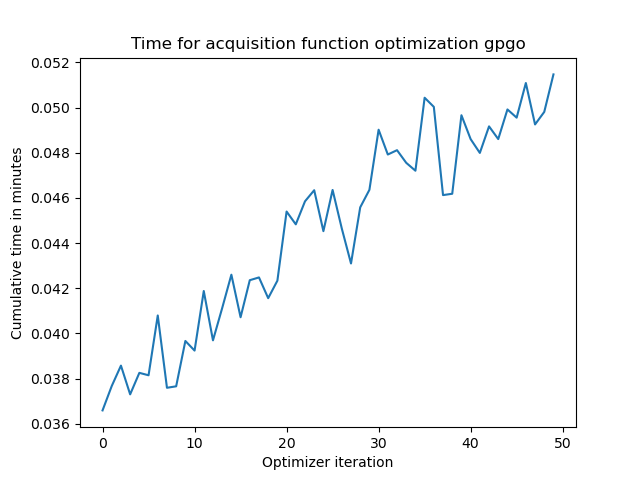 Time for acquisition function optimization gpgo
0.052
0.050
0.048
0.046
0.044
0.042
0.040
0.038
0.036
Cumulative time in minutes
0 10 20 30 40 50
Optimizer iteration